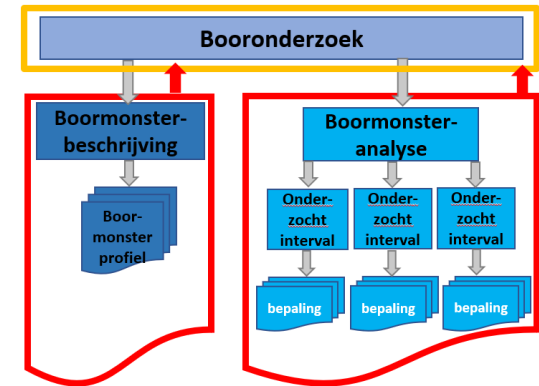 Booronderzoek
Boormonster-
beschrijving
Boormonster-
analyse
Boor-
monster
profiel
Onder-
zocht
interval
Onder-
zocht
interval
Onder-
zocht
interval
bepaling
bepaling
bepaling